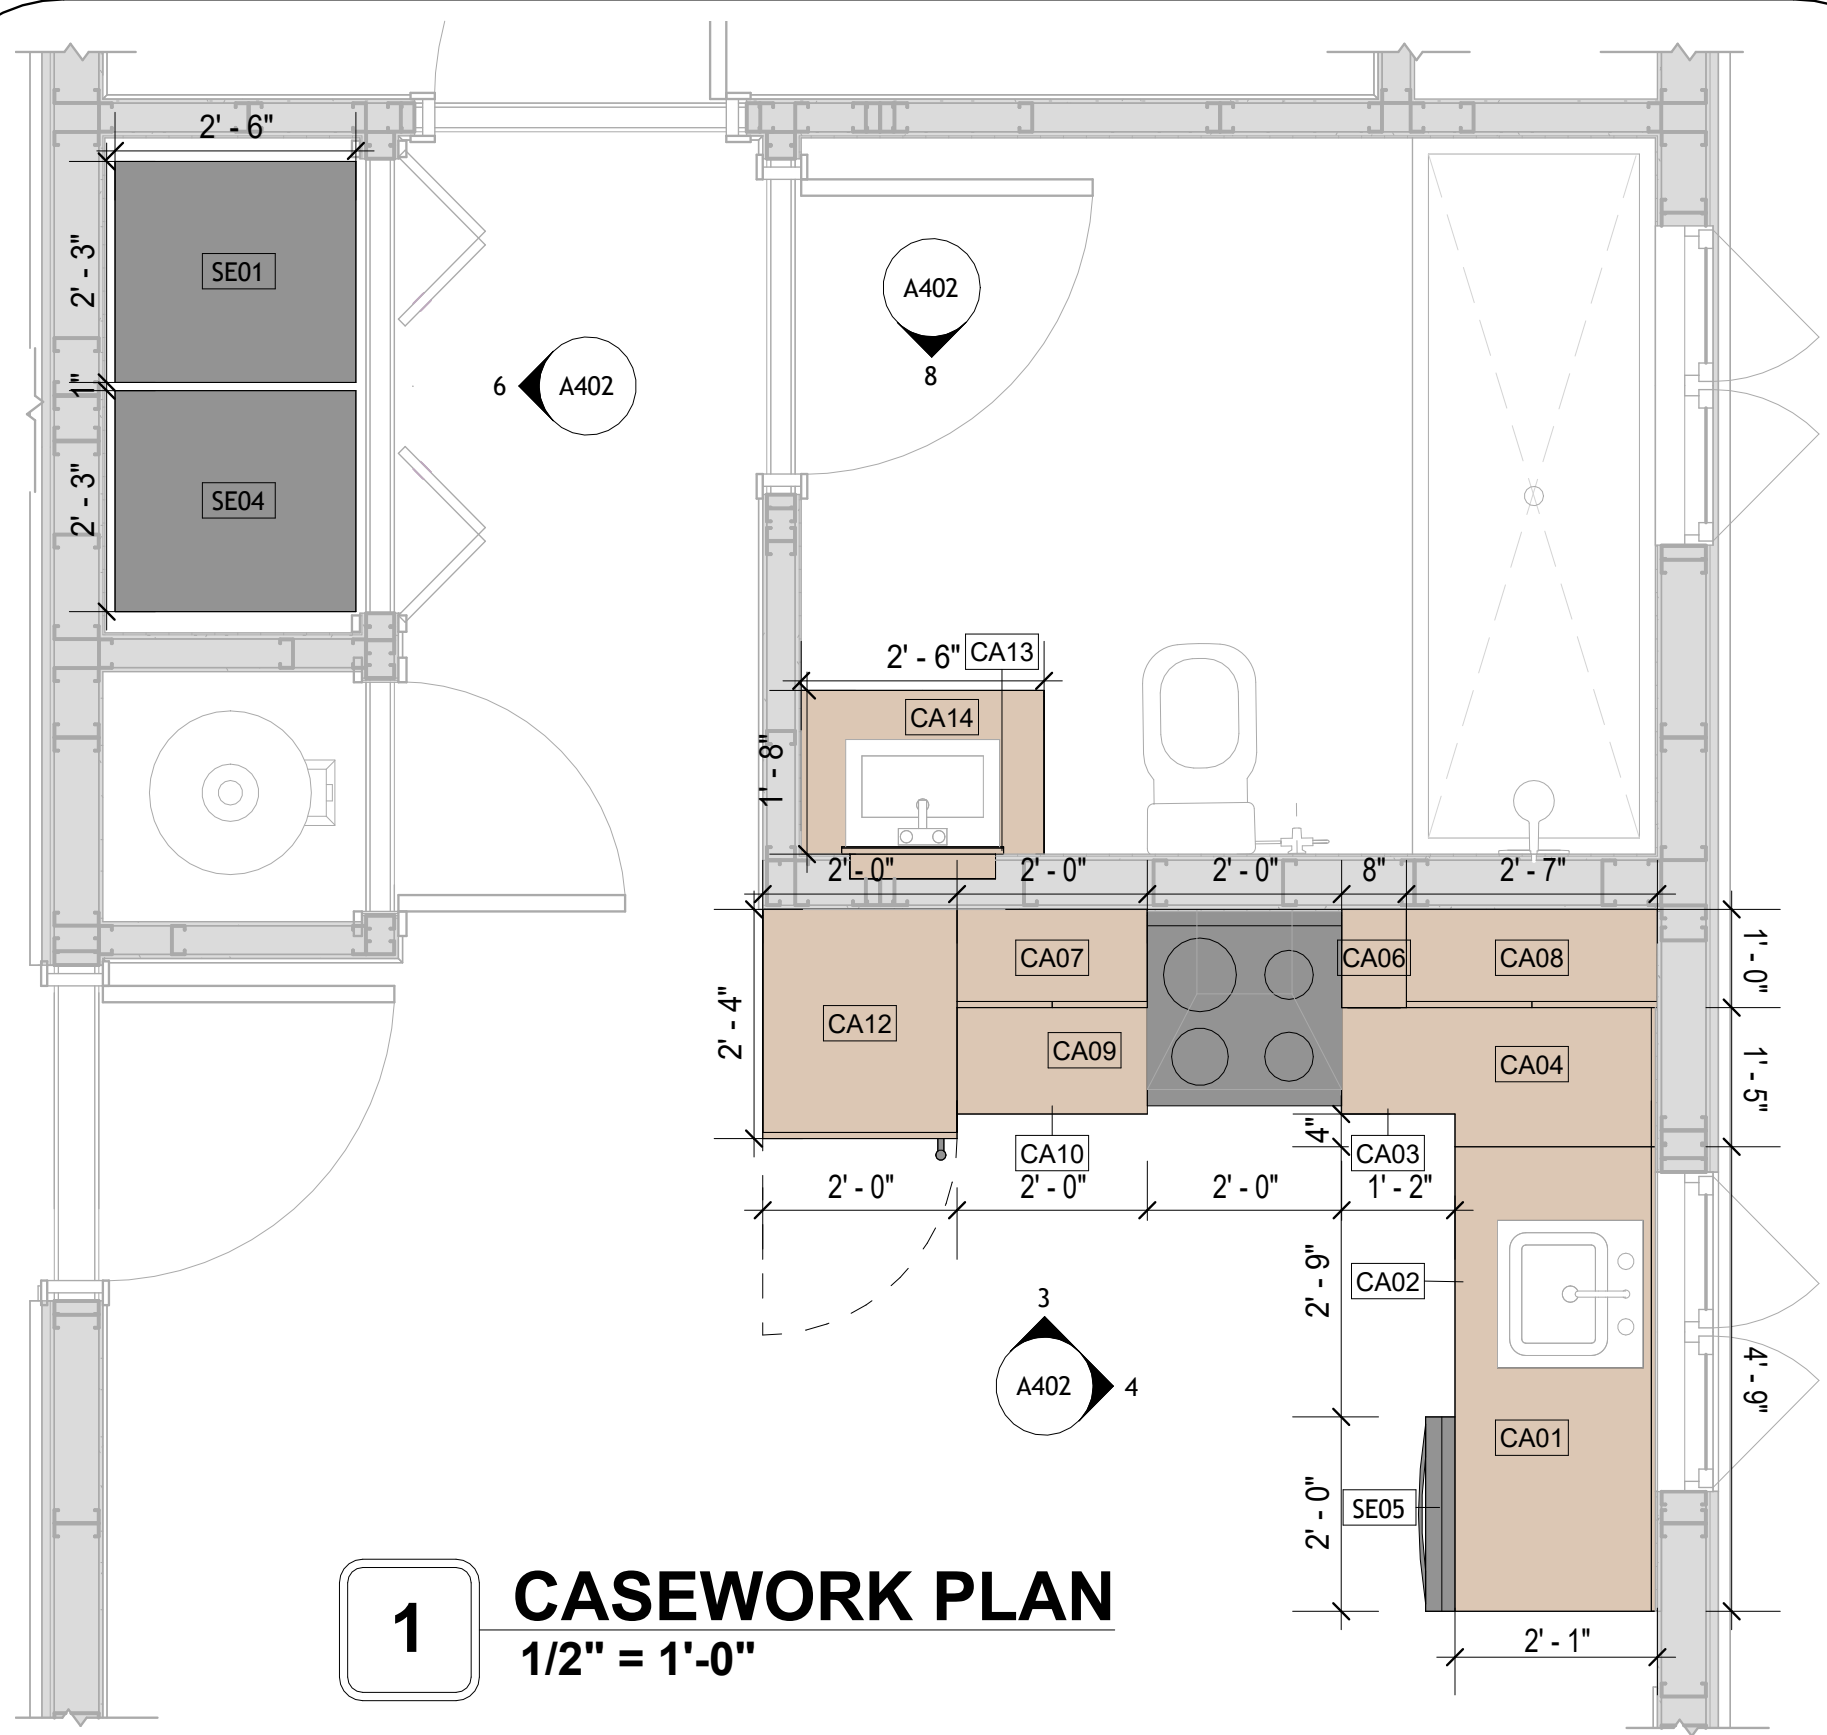 2' - 6"
2' - 3"
SE01
A402
8
1"
6
A402
2' - 3"
SE04
2' - 6"
CA13
CA14
1' - 8"
2' - 0"
2' - 0"
2' - 0"
8"
2' - 7"
CA07
CA06
CA08
1' - 0"
CA12
2' - 4"
CA09
CA04
1' - 5"
4"
CA10
CA03
2' - 0"
2' - 0"
2' - 0"
1' - 2"
2' - 9"
CA02
3
A402
4
4' - 9"
CA01
2' - 0"
SE05
1
CASEWORK PLAN
1/2" = 1'-0"
2' - 1"